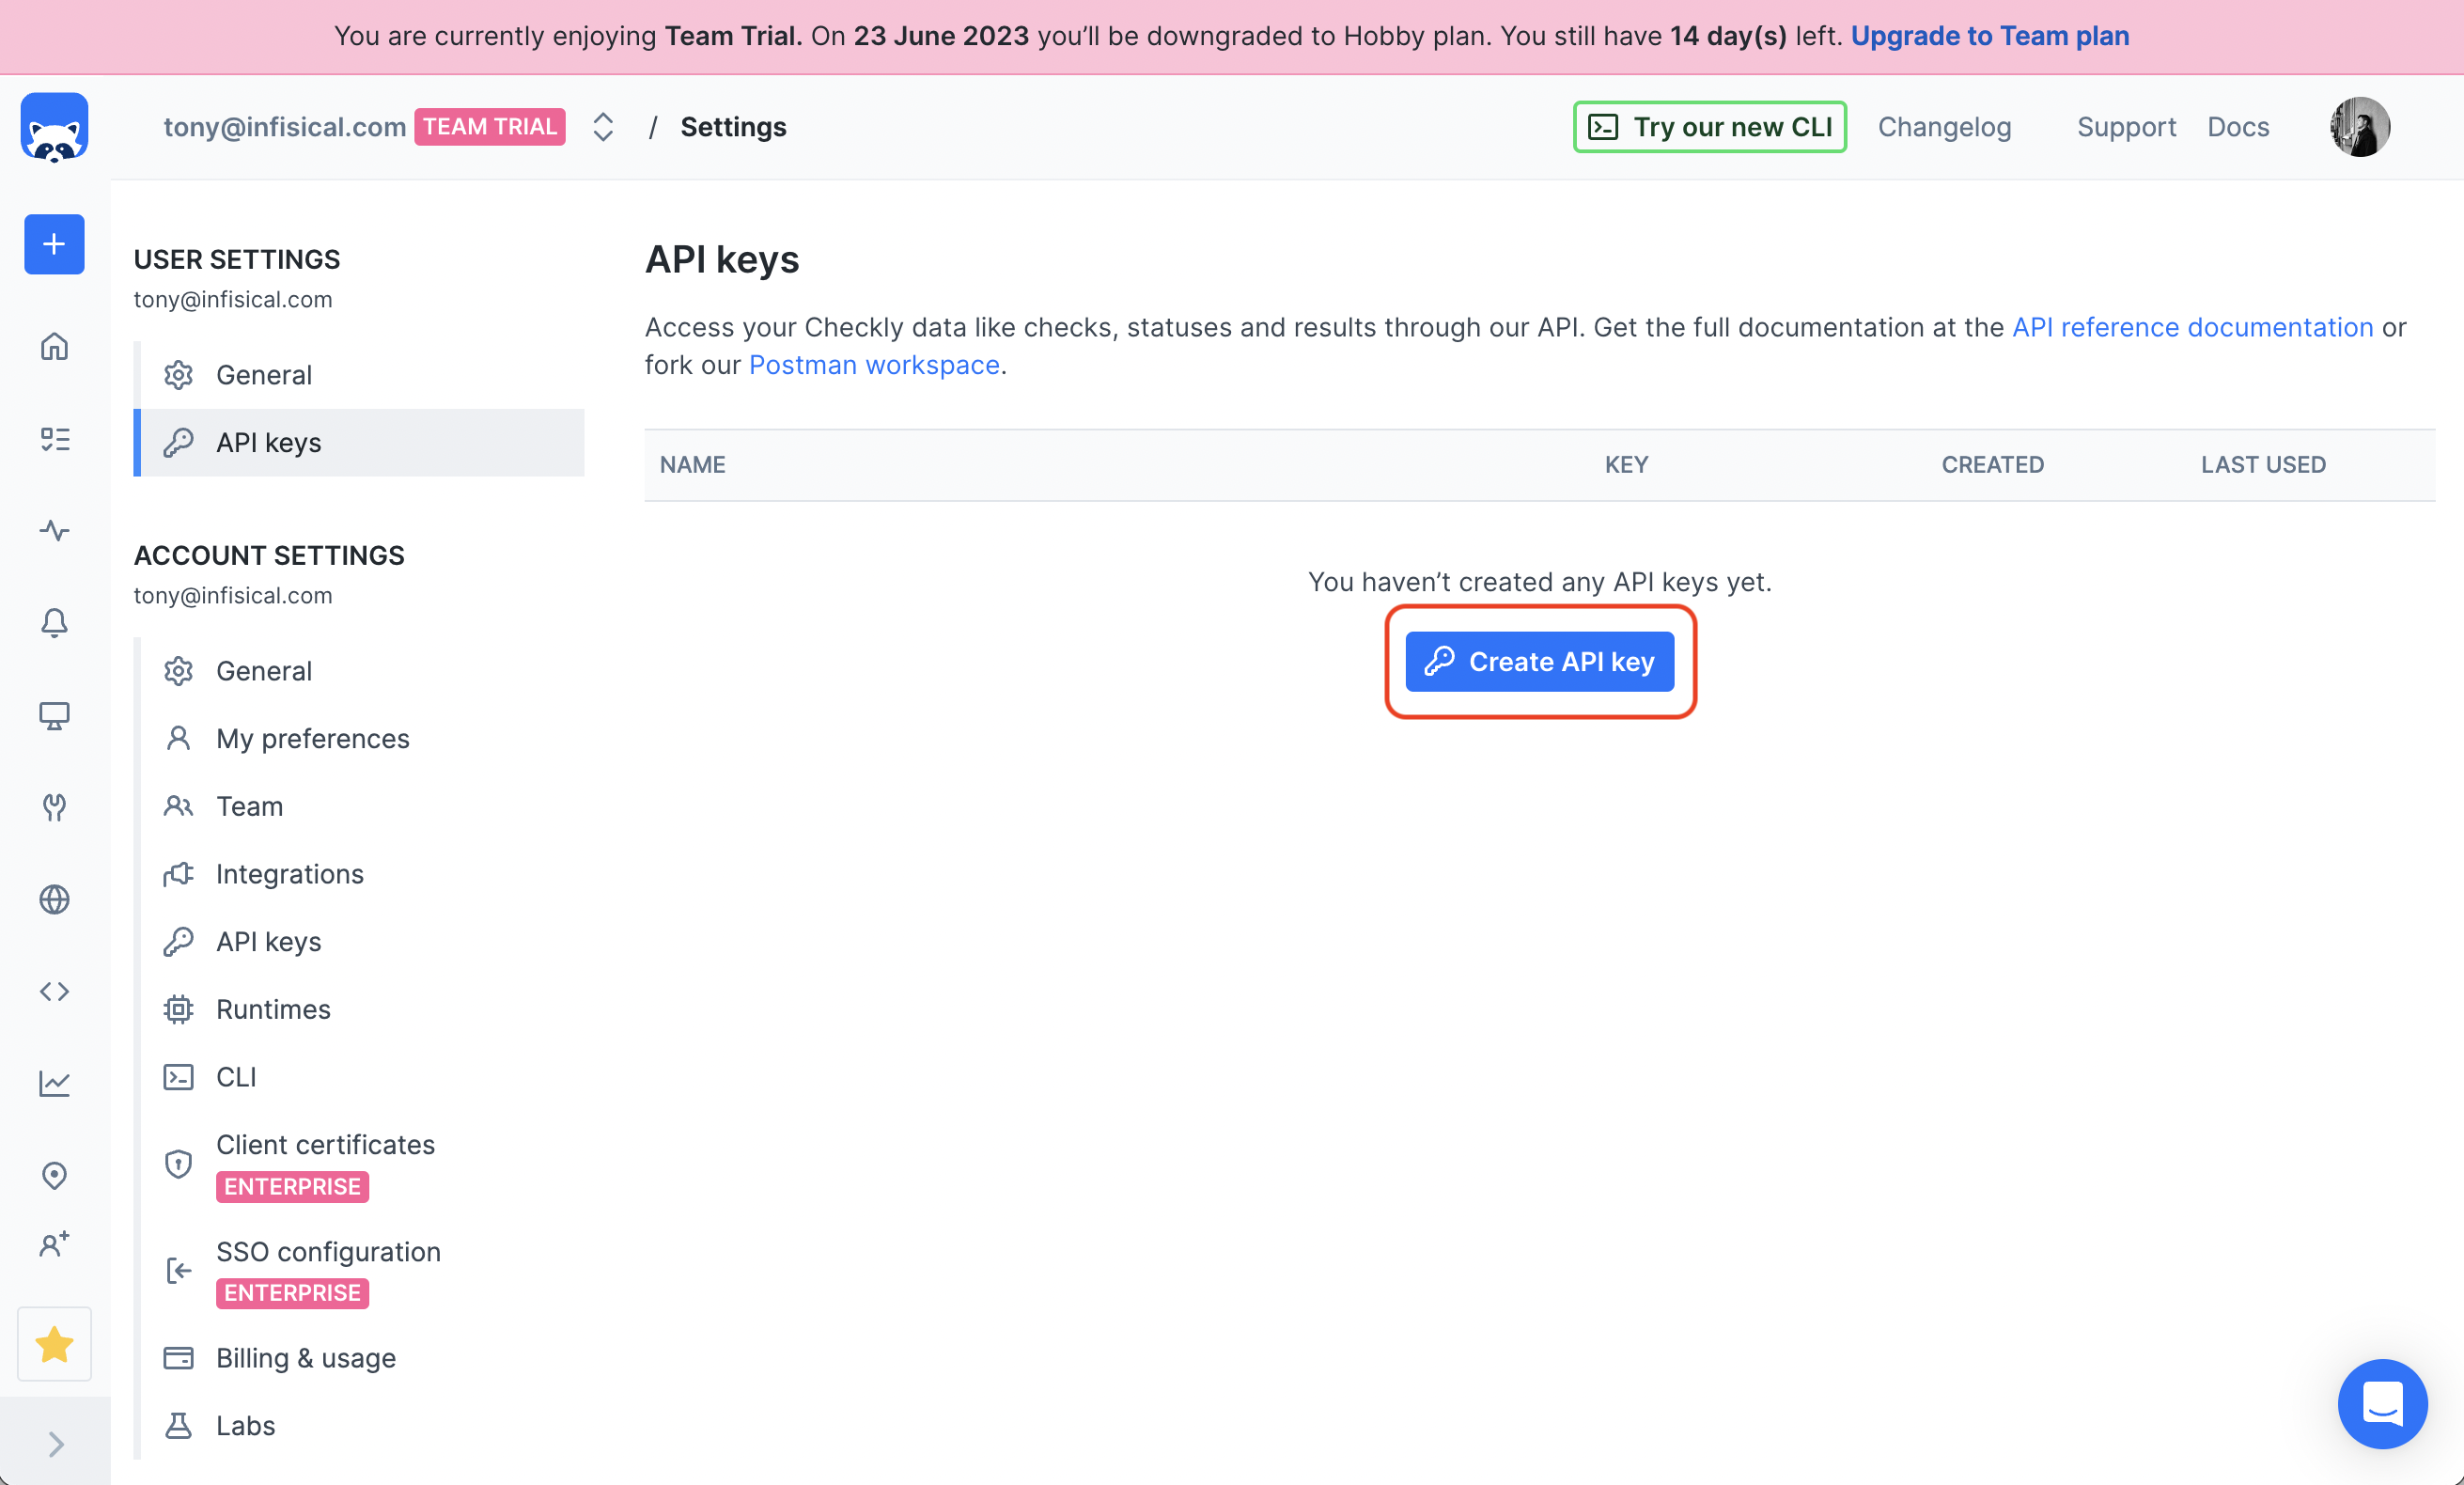 You are currently enjoying Team Trial. On 23 June 2023 you’ll be downgraded to Hobby plan. You still have 14 day(s) left. Upgrade to Team plan
tony@infisical.com TEAM TRIAL / Settings
Try our new CLI
Changelog
Support
Docs
USER SETTINGS
tony@infisical.com
General
API keys
ACCOUNT SETTINGS
tony@infisical.com
General
My preferences
Team
Integrations
API keys
Runtimes
CLI
Client certificates
ENTERPRISE
SSO configuration
ENTERPRISE
Billing & usage
Labs
API keys
Access your Checkly data like checks, statuses and results through our API. Get the full documentation at the API reference documentation or
fork our Postman workspace.
NAME KEY CREATED LAST USED
You haven’t created any API keys yet.
Create API key